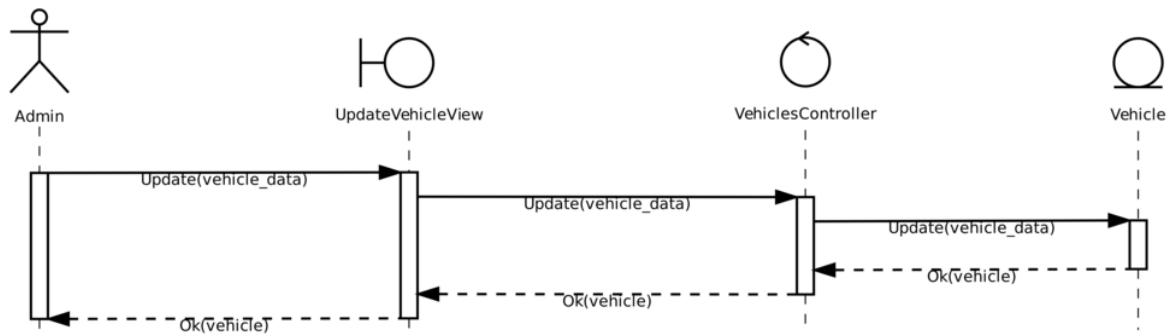 Admin
UpdateVehicleView
VehiclesController
Vehicle
Update(vehicle_data)
Update(vehicle_data)
Update(vehicle_data)
Ok(vehicle)
Ok(vehicle)
Ok(vehicle)